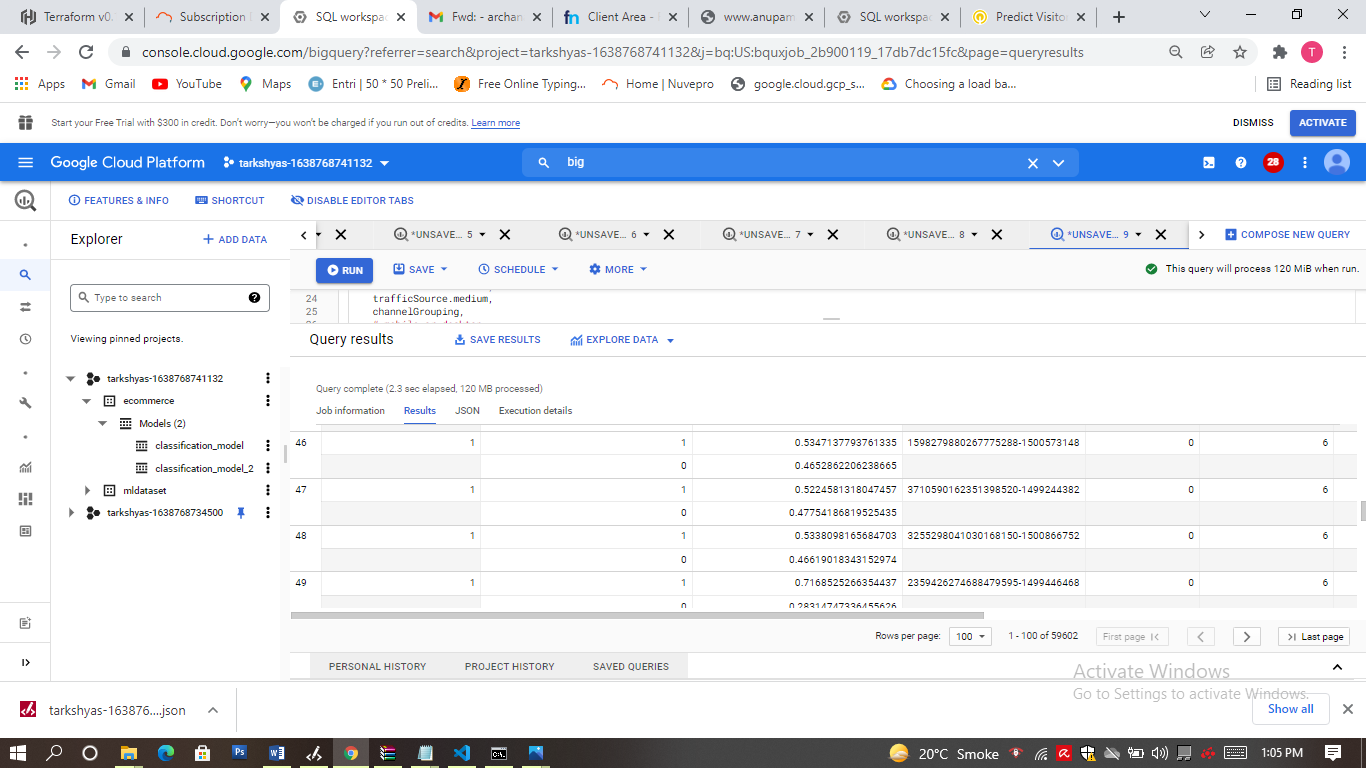 Terraform v0.
Subscription
SQL workspac
Fwd: - archan
Client Area -
www.anupam
SQL workspac
Predict Visitor
console.cloud.google.com/bigquery?referrer=search&project=tarkshyas-1638768741132&j=bq:US:bquxjob_2b900119_17db7dc15fc&page=queryresults
T
Apps
Gmail
YouTube
Maps
Entri | 50 * 50 Preli...
Free Online Typing...
Home | Nuvepro
google.cloud.gcp_s...
Choosing a load ba...
Reading list
Start your Free Trial with $300 in credit. Don't worry—you won't be charged if you run out of credits. Learn more
DISMISS
ACTIVATE
Google Cloud Platform
tarkshyas-1638768741132
big
28
FEATURES & INFO
SHORTCUT
DISABLE EDITOR TABS
Explorer
+ ADD DATA
*UNSAVE... 5
*UNSAVE... 6
*UNSAVE... 7
*UNSAVE... 8
*UNSAVE... 9
COMPOSE NEW QUERY
RUN
SAVE
SCHEDULE
MORE
This query will process 120 MiB when run.
Type to search
24 trafficSource.medium,
25 channelGrouping,
Viewing pinned projects.
Query results
SAVE RESULTS
EXPLORE DATA
tarkshyas-1638768741132
ecommerce
Models (2)
classification_model
classification_model_2
mldataset
tarkshyas-1638768734500
Query complete (2.3 sec elapsed, 120 MB processed)
Job information
Results
JSON
Execution details
46 1 1 0.5347137793761335 1598279880267775288-1500573148 0 6
0 0.4652862206238665
47 1 1 0.5224581318047457 3710590162351398520-1499244382 0 6
0 0.47754186819525435
48 1 1 0.5338098165684703 3255298041030168150-1500866752 0 6
0 0.46619018343152974
49 1 1 0.7168525266354437 2359426274688479595-1499446468 0 6
0 0.28314747336455626
Rows per page: 100
1 - 100 of 59602
First page
Last page
PERSONAL HISTORY
PROJECT HISTORY
SAVED QUERIES
Activate Windows
Go to Settings to activate Windows.
tarkshyas-163876....json
Show all
20°C Smoke
1:05 PM